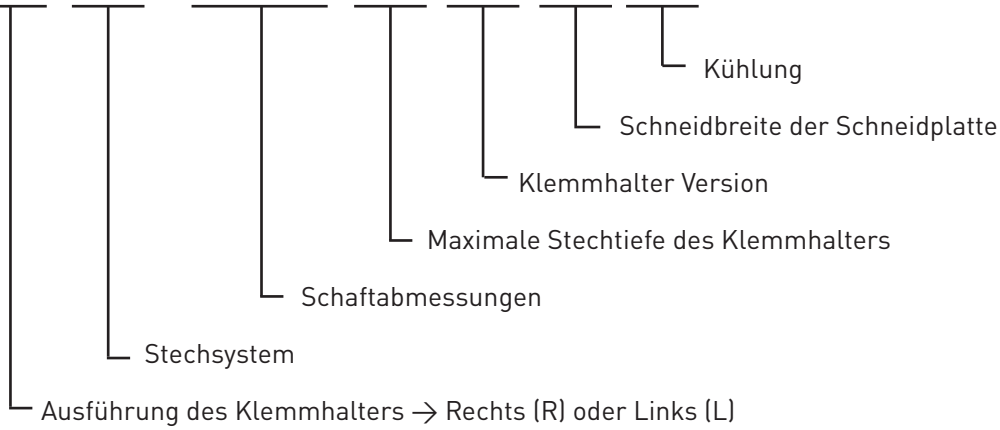 Kühlung
Schneidbreite der Schneidplatte
Klemmhalter Version
Maximale Stechtiefe des Klemmhalters
Schaftabmessungen
Stechsystem
Ausführung des Klemmhalters → Rechts (R) oder Links (L)